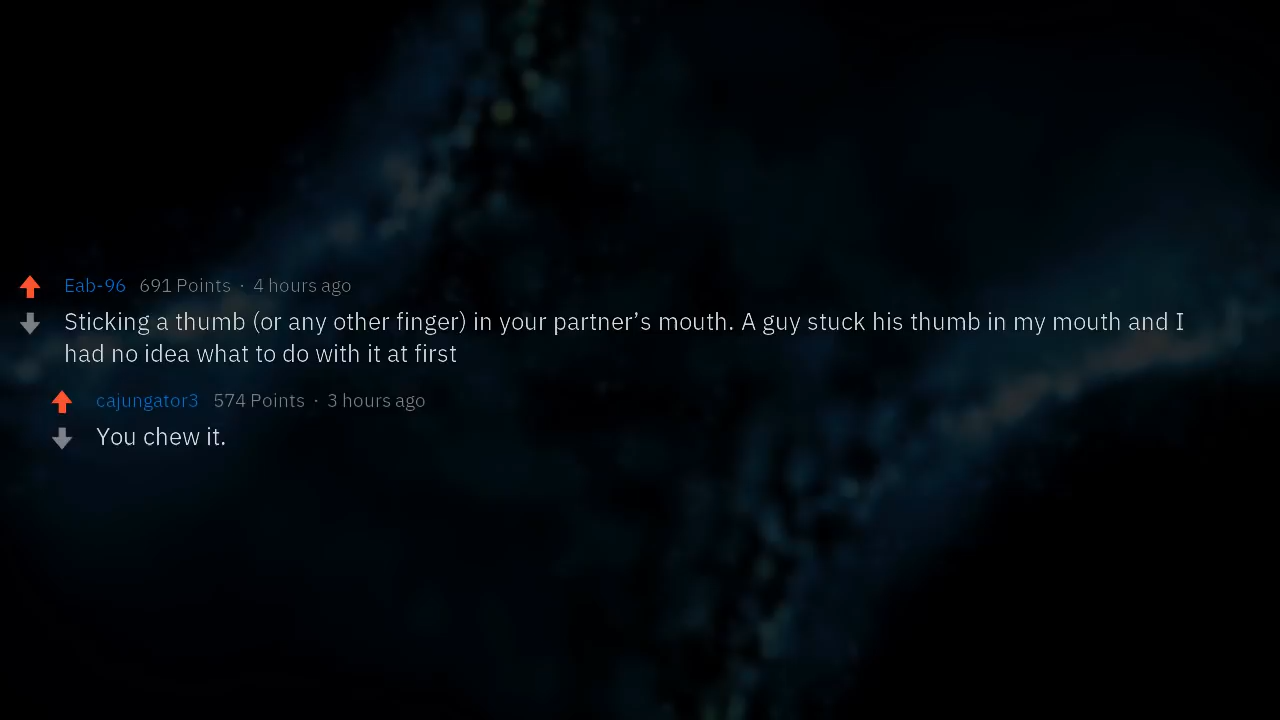 Eab-96 691 Points · 4 hours ago
Sticking a thumb (or any other finger) in your partner’s mouth. A guy stuck his thumb in my mouth and I
had no idea what to do with it at first
cajungator3 574 Points · 3 hours ago
You chew it.